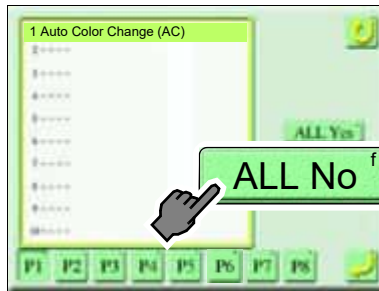 1 Auto Color Change (AC)
2-----
3-----
4-----
5-----
6-----
7-----
8-----
9-----
10-----
ALL Yes
ALL No f
P1 P2 P3 P4 P5 P6 P7 P8